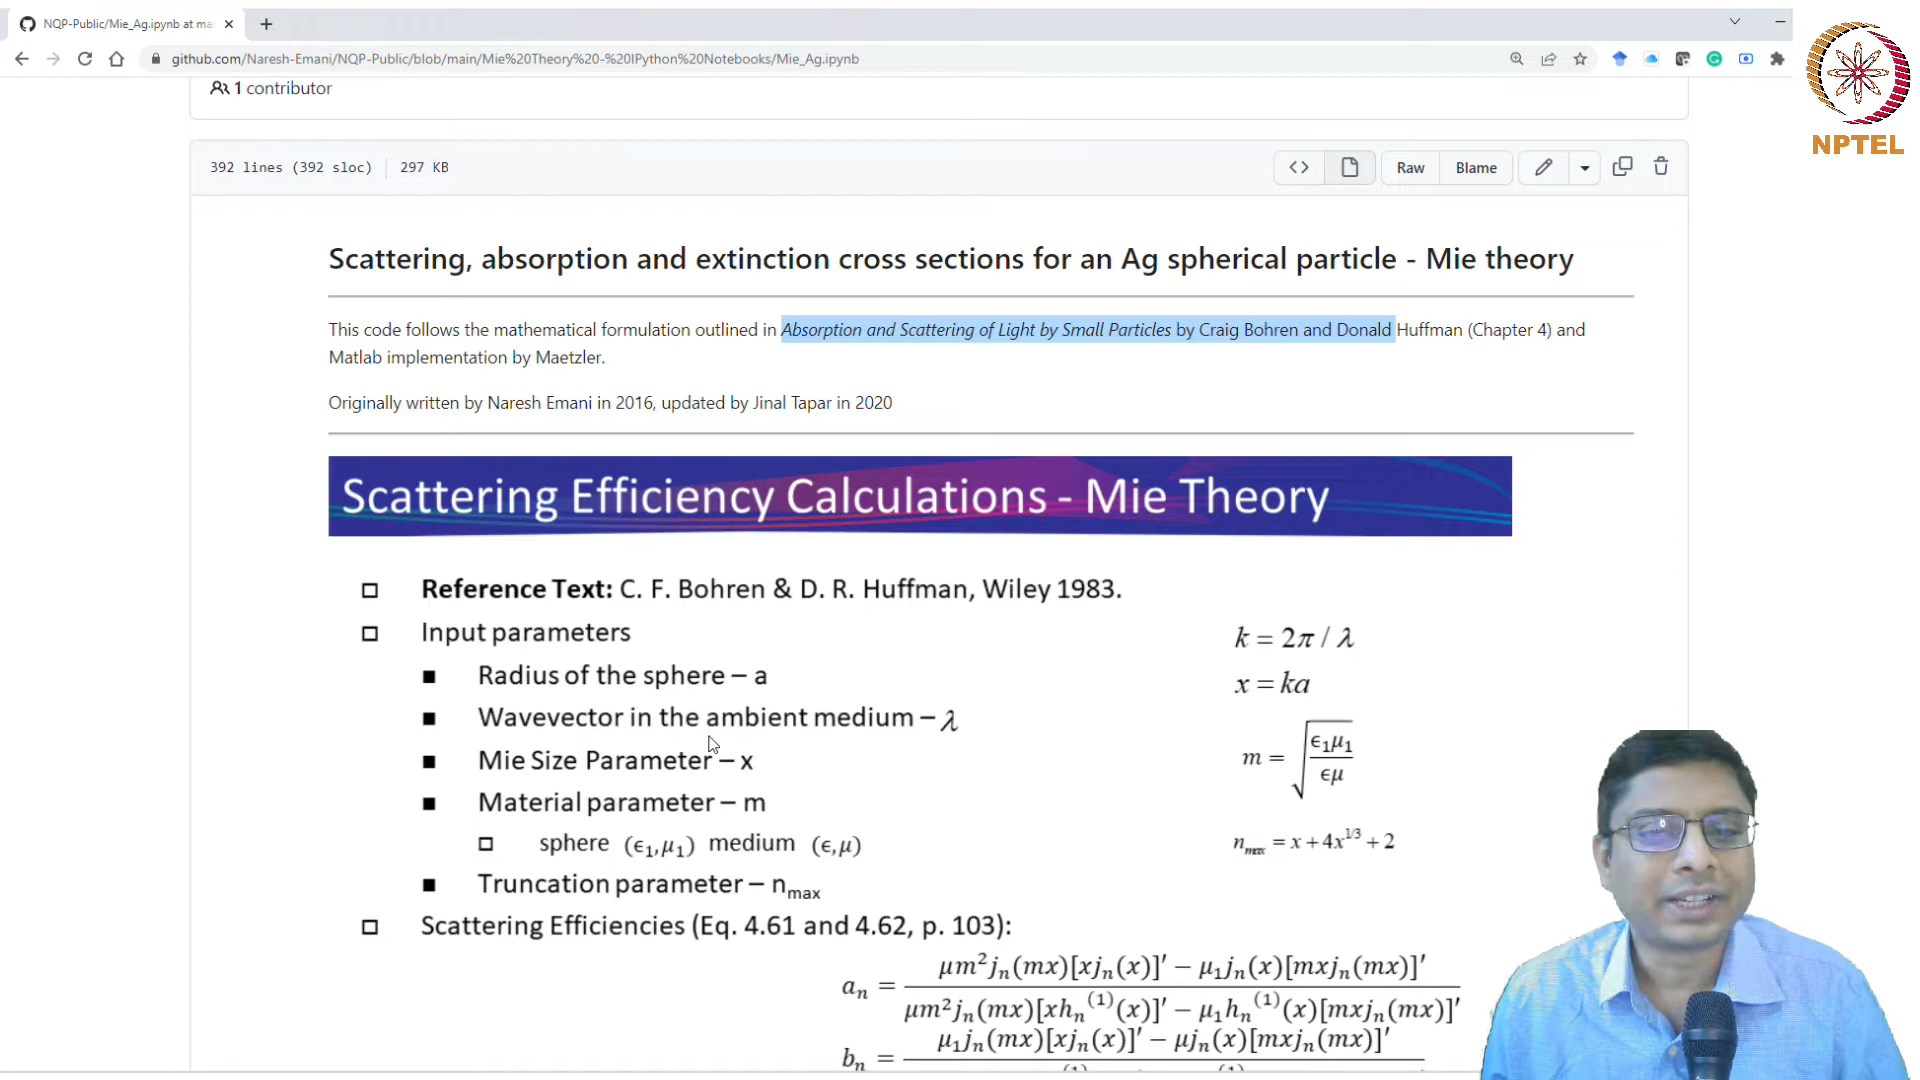 NQP-Public/Mie_Ag.ipynb at ma
github.com/Naresh-Emani/NQP-Public/blob/main/Mie%20Theory%20-%20IPython%20Notebooks/Mie_Ag.ipynb
NPTEL
1 contributor
392 lines (392 sloc) 297 KB
Raw Blame
Scattering, absorption and extinction cross sections for an Ag spherical particle - Mie theory
This code follows the mathematical formulation outlined in Absorption and Scattering of Light by Small Particles by Craig Bohren and Donald Huffman (Chapter 4) and
Matlab implementation by Maetzler.
Originally written by Naresh Emani in 2016, updated by Jinal Tapar in 2020
Scattering Efficiency Calculations - Mie Theory
Reference Text: C. F. Bohren & D. R. Huffman, Wiley 1983.
Input parameters
k = 2π / λ
Radius of the sphere – a
x = ka
Wavevector in the ambient medium – λ
Mie Size Parameter – x
m = √(ϵ₁μ₁ / ϵμ)
Material parameter – m
sphere (ϵ₁,μ₁) medium (ϵ,μ)
n_max = x + 4x^1/3 + 2
Truncation parameter – n_max
Scattering Efficiencies (Eq. 4.61 and 4.62, p. 103):
μm²jₙ(mx)[xjₙ(x)]′ − μ₁jₙ(x)[mxjₙ(mx)]′
aₙ =
μm²jₙ(mx)[xhₙ⁽¹⁾(x)]′ − μ₁hₙ⁽¹⁾(x)[mxjₙ(mx)]′
μ₁jₙ(mx)[xjₙ(x)]′ − μjₙ(x)[mxjₙ(mx)]′
bₙ =